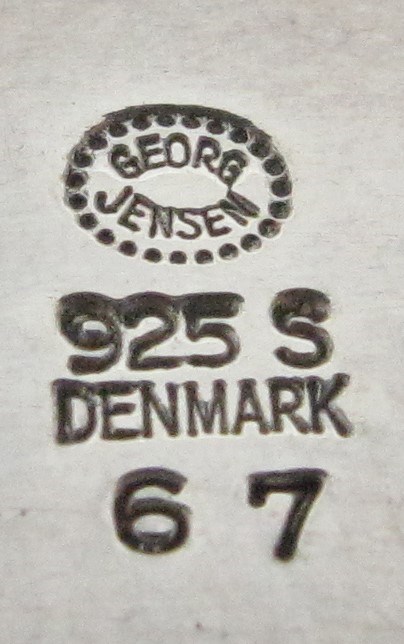 GEORG
JENSEN
925 S
DENMARK
67